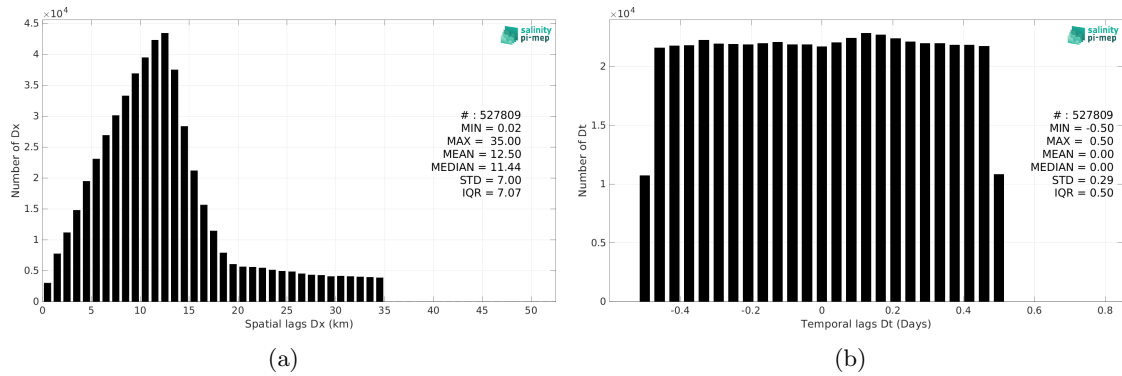 ×10⁴
4.5
4
3.5
3
2.5
2
1.5
1
0.5
0
Number of Dx
0 5 10 15 20 25 30 35 40 45 50
Spatial lags Dx (km)
salinity
pi-mep
# : 527809
MIN = 0.02
MAX = 35.00
MEAN = 12.50
MEDIAN = 11.44
STD = 7.00
IQR = 7.07
(a)
×10⁴
2
1.5
1
0.5
0
Number of Dt
-0.4 -0.2 0 0.2 0.4 0.6 0.8
Temporal lags Dt (Days)
salinity
pi-mep
# : 527809
MIN = -0.50
MAX = 0.50
MEAN = 0.00
MEDIAN = 0.00
STD = 0.29
IQR = 0.50
(b)